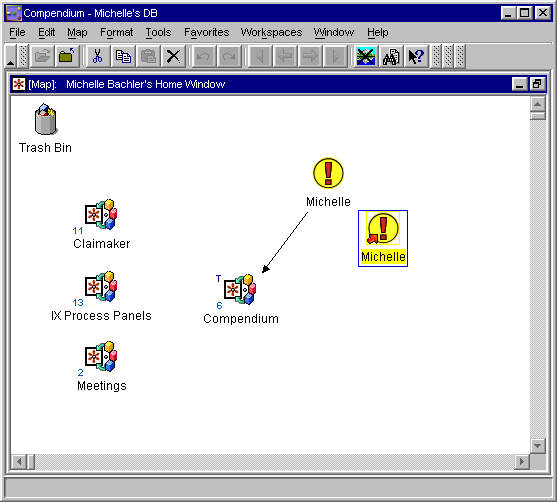 Compendium - Michelle's DB
File Edit Map Format Tools Favorites Workspaces Window Help
[Map]: Michelle Bachler's Home Window
Trash Bin
Michelle
Michelle
11
Claimaker
T
6
Compendium
13
IX Process Panels
2
Meetings